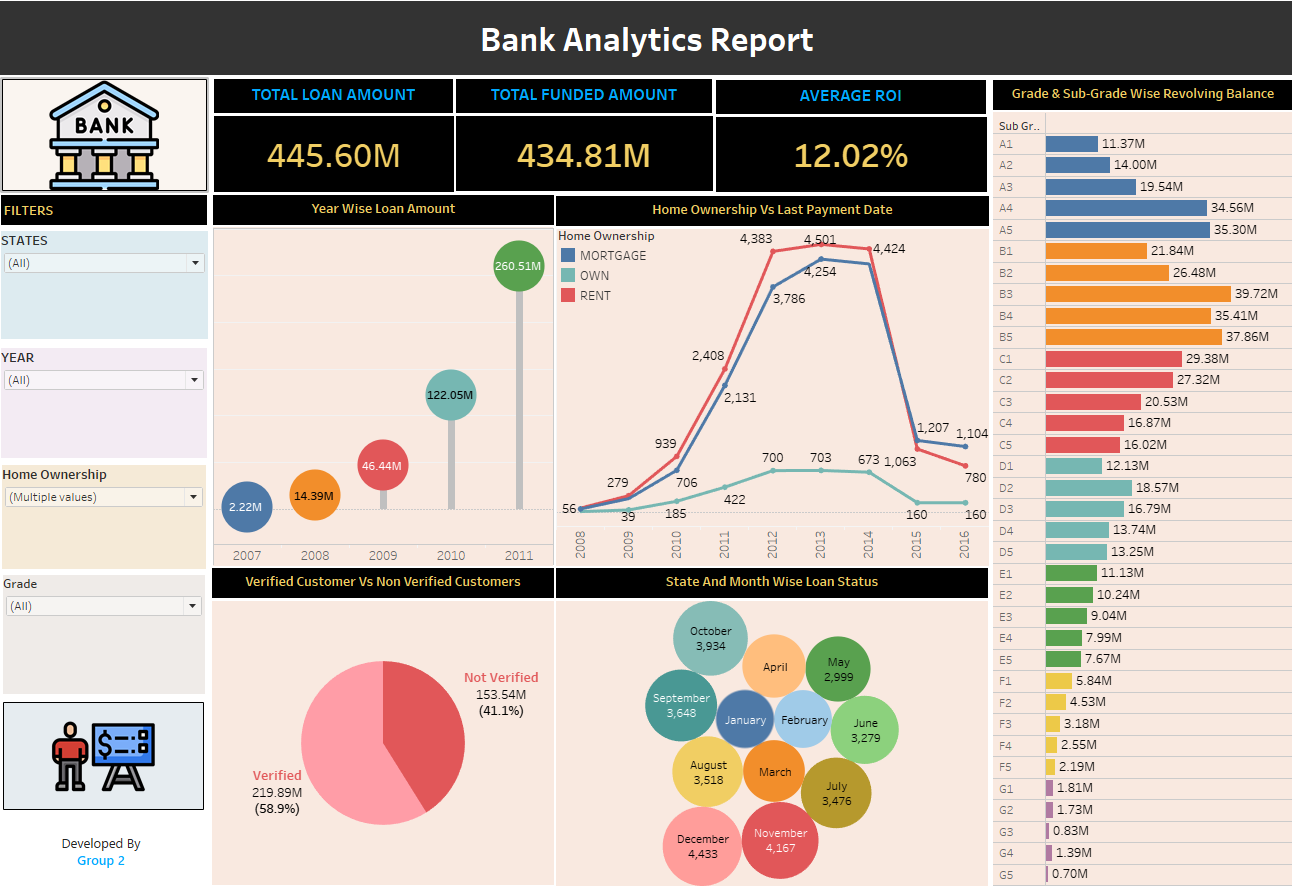 Bank Analytics Report
BANK
TOTAL LOAN AMOUNT
445.60M
TOTAL FUNDED AMOUNT
434.81M
AVERAGE ROI
12.02%
FILTERS
STATES
(All)
YEAR
(All)
Home Ownership
(Multiple values)
Grade
(All)
Developed By
Group 2
Year Wise Loan Amount
2.22M
14.39M
46.44M
122.05M
260.51M
2007 2008 2009 2010 2011
Home Ownership Vs Last Payment Date
Home Ownership
MORTGAGE
OWN
RENT
4,383 4,501 4,424
4,254
3,786
2,408
2,131
1,207 1,104
939
700 703 673 1,063
780
279 706
422
56 39 185 160 160
2008 2009 2010 2011 2012 2013 2014 2015 2016
Verified Customer Vs Non Verified Customers
Not Verified
153.54M
(41.1%)
Verified
219.89M
(58.9%)
State And Month Wise Loan Status
October
3,934
April
May
2,999
September
3,648
January
February
June
3,279
August
3,518
March
July
3,476
December
4,433
November
4,167
Grade & Sub-Grade Wise Revolving Balance
Sub Gr..
A1 11.37M
A2 14.00M
A3 19.54M
A4 34.56M
A5 35.30M
B1 21.84M
B2 26.48M
B3 39.72M
B4 35.41M
B5 37.86M
C1 29.38M
C2 27.32M
C3 20.53M
C4 16.87M
C5 16.02M
D1 12.13M
D2 18.57M
D3 16.79M
D4 13.74M
D5 13.25M
E1 11.13M
E2 10.24M
E3 9.04M
E4 7.99M
E5 7.67M
F1 5.84M
F2 4.53M
F3 3.18M
F4 2.55M
F5 2.19M
G1 1.81M
G2 1.73M
G3 0.83M
G4 1.39M
G5 0.70M